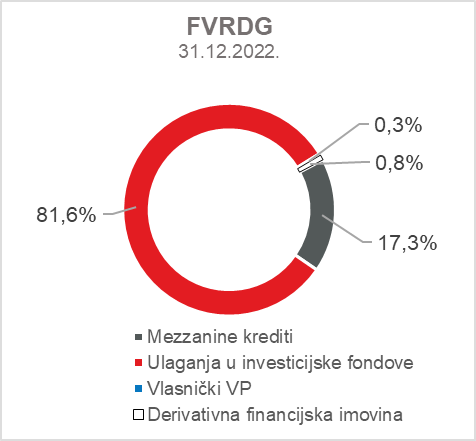 FVRDG
31.12.2022.
0,3%
0,8%
81,6%
17,3%
Mezzanine krediti
Ulaganja u investicijske fondove
Vlasnički VP
Derivativna financijska imovina